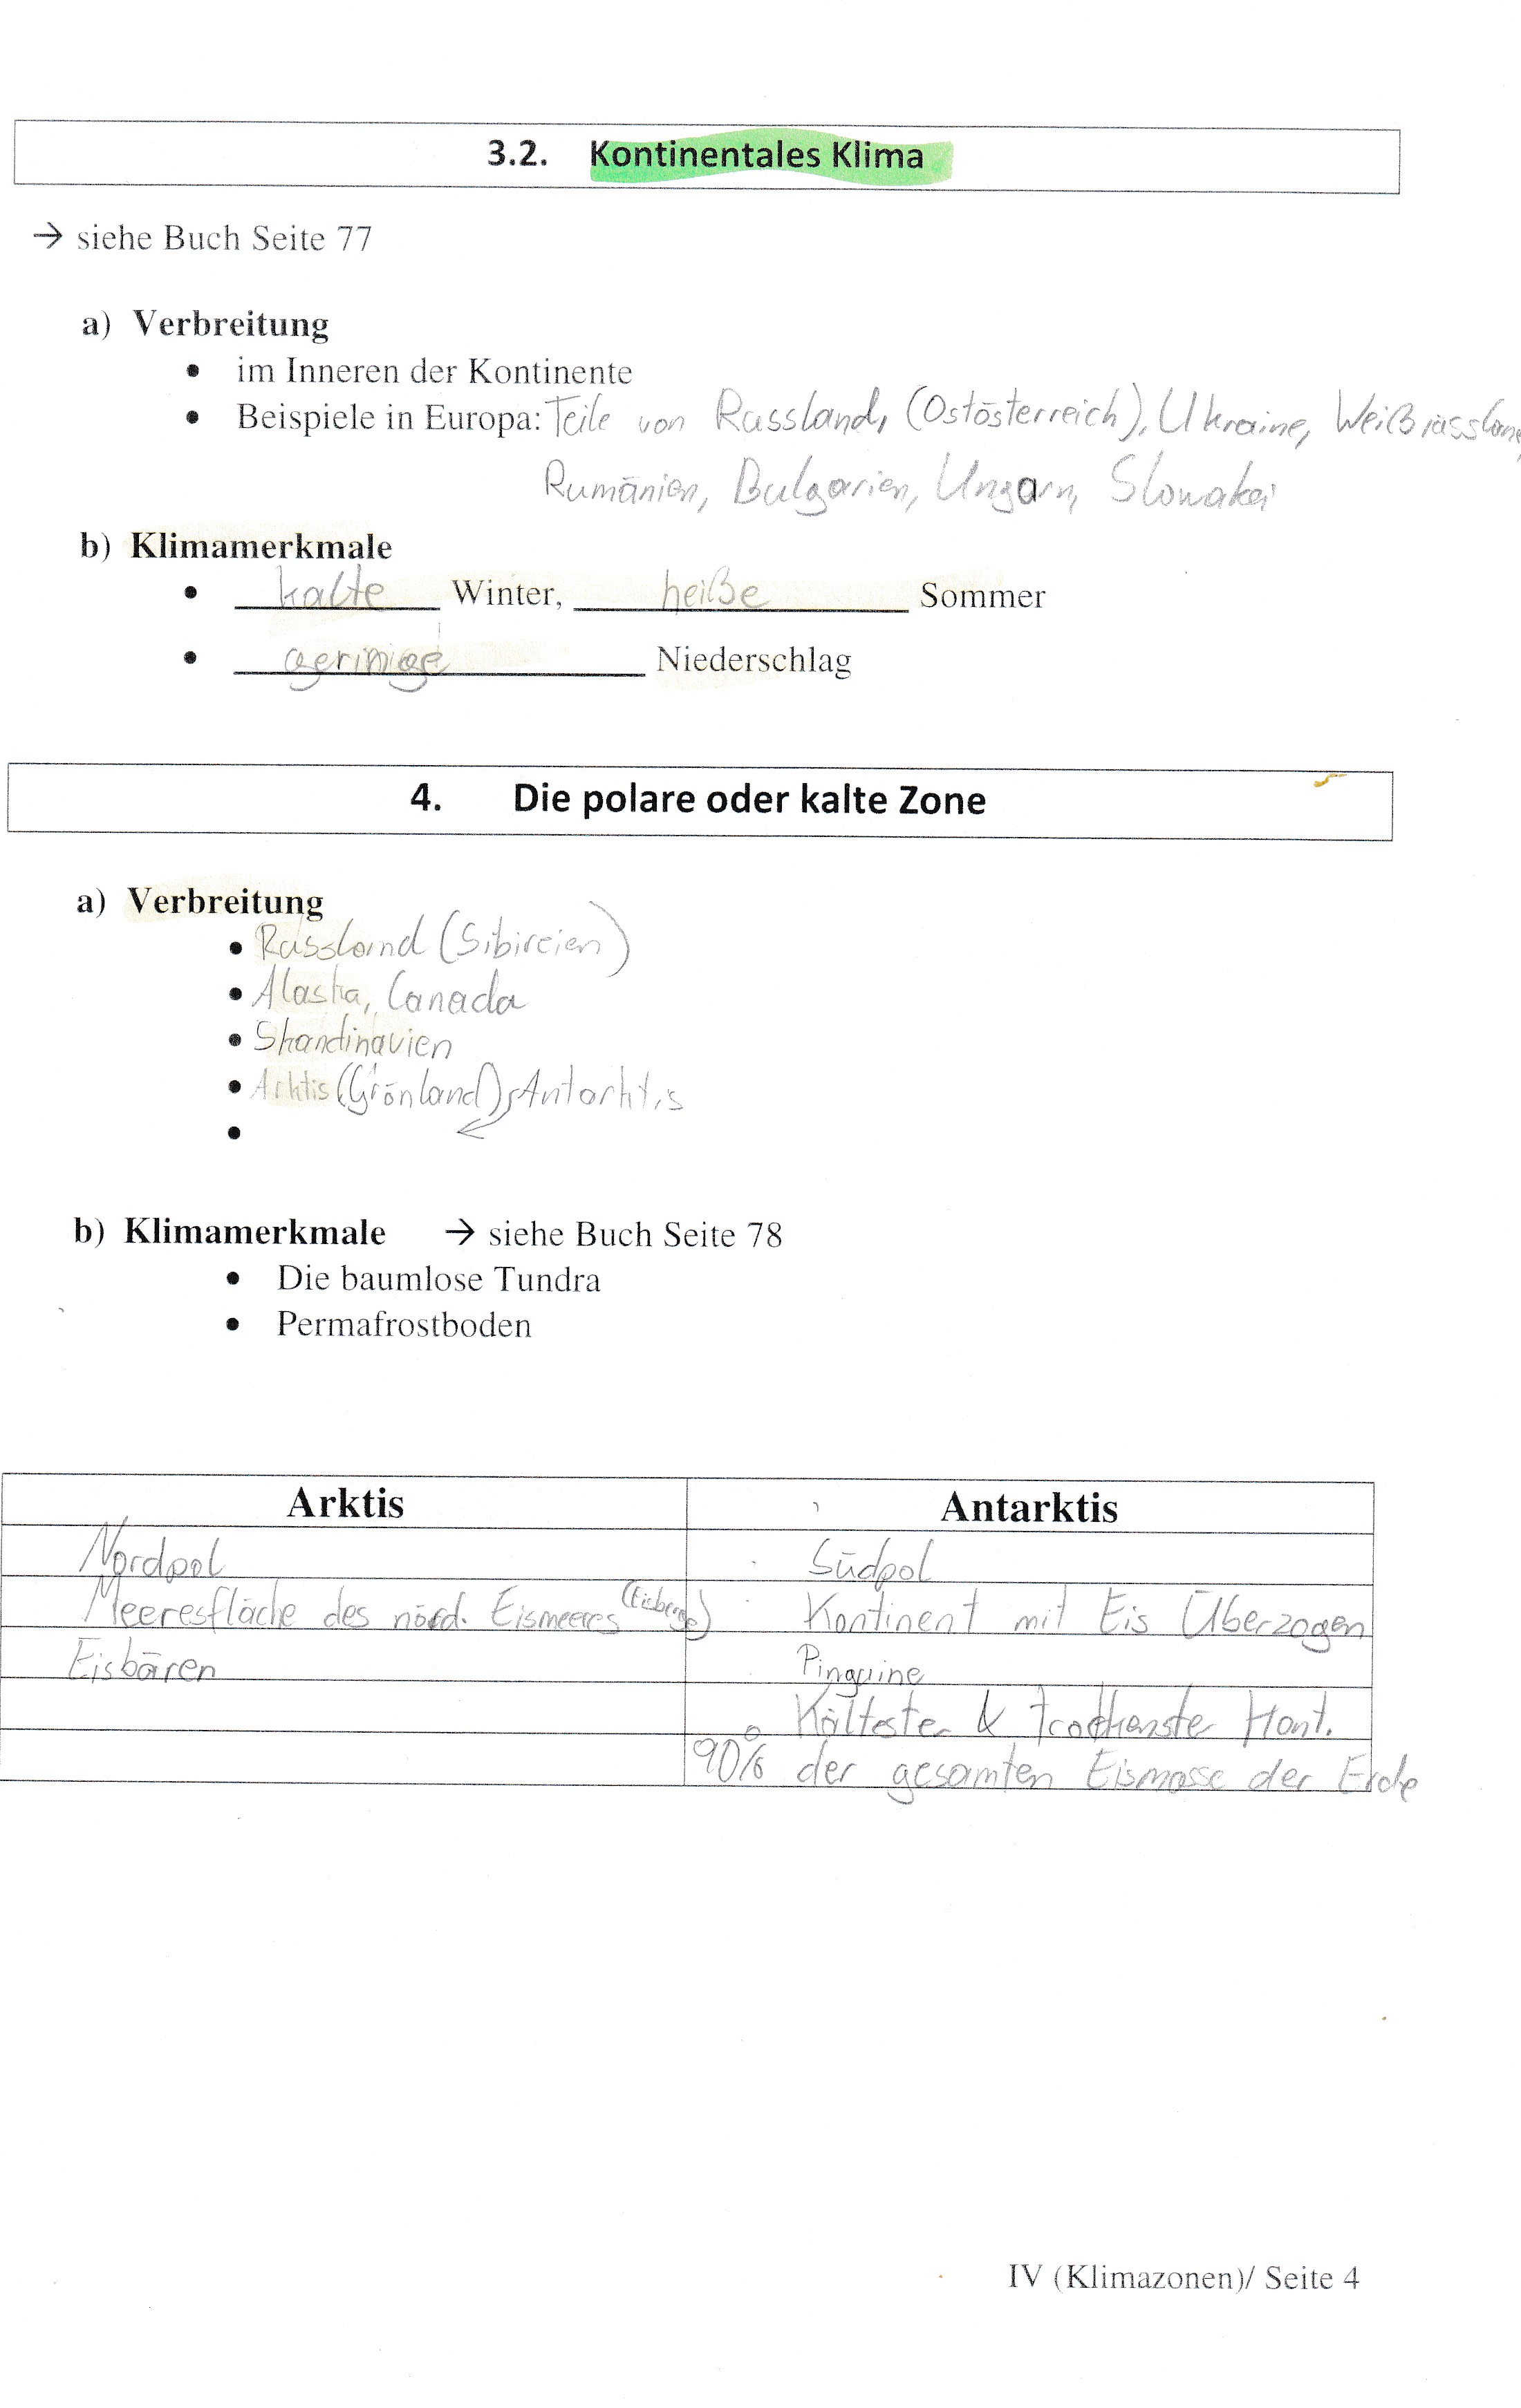 3.2. Kontinentales Klima
→ siehe Buch Seite 77
a) Verbreitung
• im Inneren der Kontinente
• Beispiele in Europa: Teile von Russland, (Ostösterreich), Ukraine, Weißrussland,
Rumänien, Bulgarien, Ungarn, Slowakei
b) Klimamerkmale
• kalte Winter, heiße Sommer
• geringe Niederschlag
4. Die polare oder kalte Zone
a) Verbreitung
• Russland (Sibireien)
• Alaska, Canada
• Skandinavien
• Arktis (Grönland), Antarktis
•
b) Klimamerkmale → siehe Buch Seite 78
• Die baumlose Tundra
• Permafrostboden
Arktis Antarktis
Nordpol Südpol
Meeresfläche des nörd. Eismeeres (Eisberge) Kontinent mit Eis Überzogen
Eisbären Pinguine
Kältester & trockenster Kont.
90% der gesamten Eismasse der Erde
IV (Klimazonen)/ Seite 4